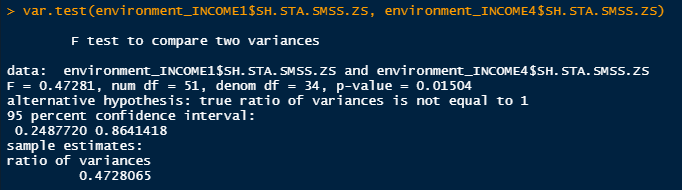 > var.test(environment_INCOME1$SH.STA.SMSS.ZS, environment_INCOME4$SH.STA.SMSS.ZS)
F test to compare two variances
data:  environment_INCOME1$SH.STA.SMSS.ZS and environment_INCOME4$SH.STA.SMSS.ZS
F = 0.47281, num df = 51, denom df = 34, p-value = 0.01504
alternative hypothesis: true ratio of variances is not equal to 1
95 percent confidence interval:
0.2487720 0.8641418
sample estimates:
ratio of variances
0.4728065